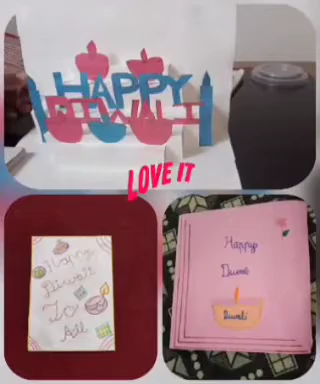 HAPPY
DIWALI
LOVE IT
Happy
Diwali
To
All
Happy
Diwali
Diwali